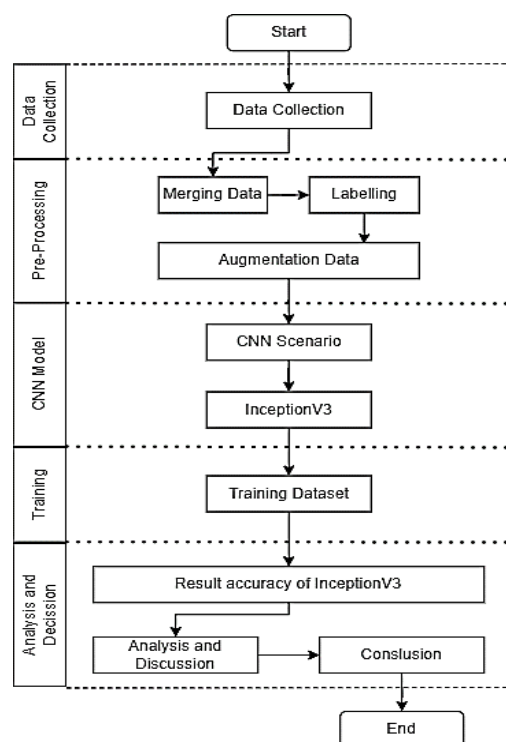 Start
Data
Collection
Data Collection
Pre-Processing
Merging Data
Labelling
Augmentation Data
CNN Model
CNN Scenario
InceptionV3
Training
Training Dataset
Analysis and
Decission
Result accuracy of InceptionV3
Analysis and
Discussion
Conslusion
End